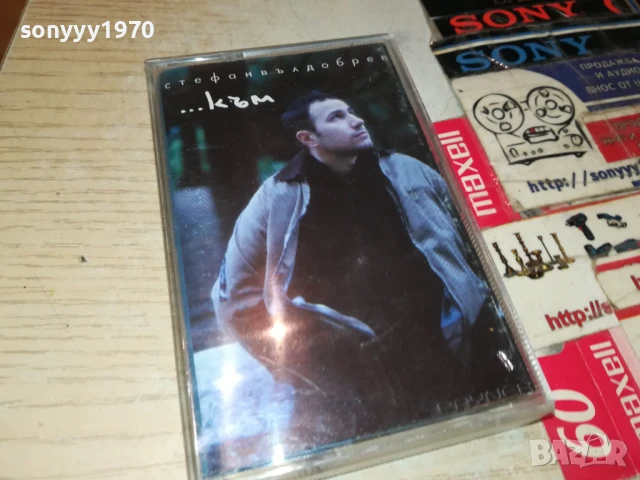 sonyyy1970
стефанвълдобрев
...към
SONY
SONY
ПРОДАЖБА
И АУДИО
ВНОС ОТ
http://sonyyy
maxell
http://s
maxell
60
BAZAR